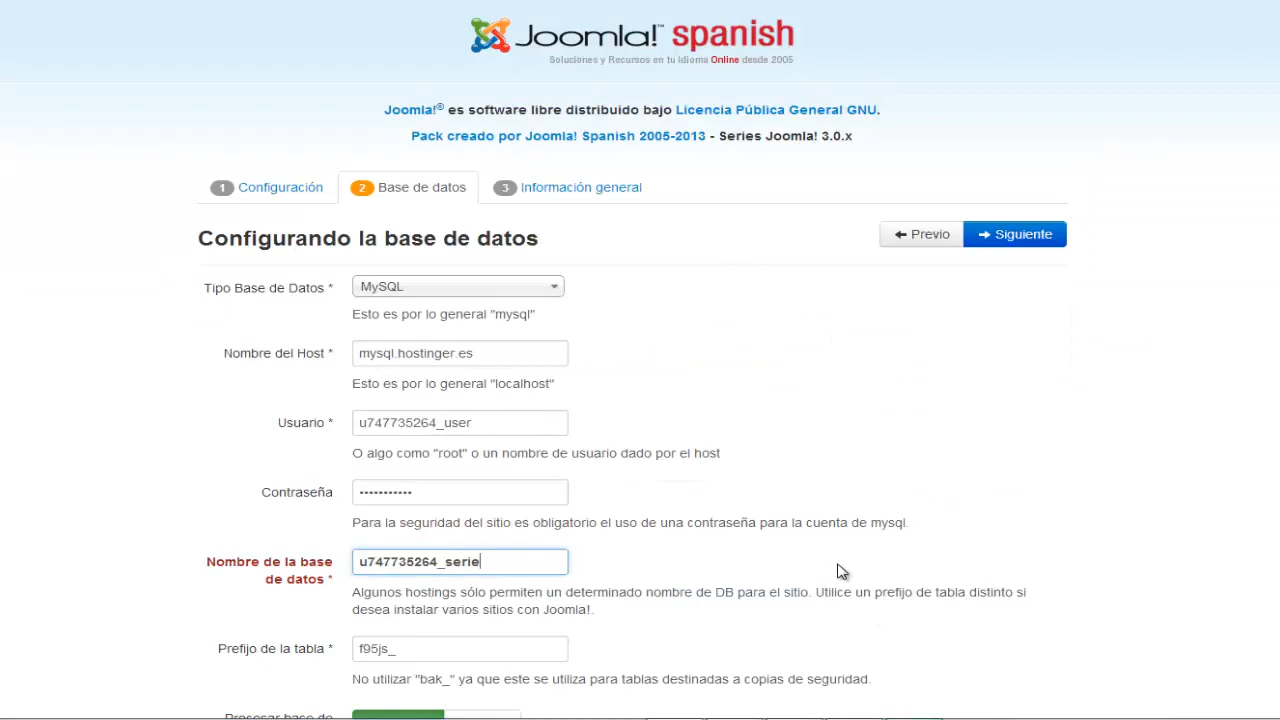 Joomla!™ spanish
Soluciones y Recursos en tu Idioma Online desde 2005
Joomla!® es software libre distribuido bajo Licencia Pública General GNU.
Pack creado por Joomla! Spanish 2005-2013 - Series Joomla! 3.0.x
1 Configuración 2 Base de datos 3 Información general
Configurando la base de datos
Previo Siguiente
Tipo Base de Datos * MySQL
Esto es por lo general "mysql"
Nombre del Host * mysql.hostinger.es
Esto es por lo general "localhost"
Usuario * u747735264_user
O algo como "root" o un nombre de usuario dado por el host
Contraseña •••••••••••
Para la seguridad del sitio es obligatorio el uso de una contraseña para la cuenta de mysql.
Nombre de la base
de datos *
u747735264_serie
Algunos hostings sólo permiten un determinado nombre de DB para el sitio. Utilice un prefijo de tabla distinto si
desea instalar varios sitios con Joomla!.
Prefijo de la tabla * f95js_
No utilizar "bak_" ya que este se utiliza para tablas destinadas a copias de seguridad.
Procesar base de